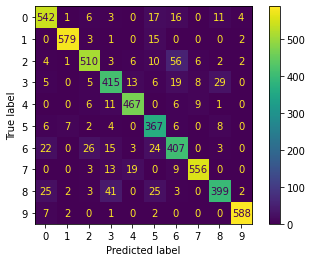 0 542 1 6 3 0 17 16 0 11 4
1 0 579 3 1 0 15 0 0 0 2
2 4 1 510 3 6 10 56 6 2 2
3 5 0 5 415 13 6 19 8 29 0
4 0 0 6 11 467 6 6 9 1 0
5 6 7 2 4 0 367 6 0 8 0
6 22 0 26 15 3 24 407 0 3 0
7 0 0 3 13 19 0 9 556 0 0
8 25 2 3 41 0 25 3 0 399 2
9 7 2 0 1 0 2 0 0 0 588
0 1 2 3 4 5 6 7 8 9
True label
Predicted label
500
400
300
200
100
0